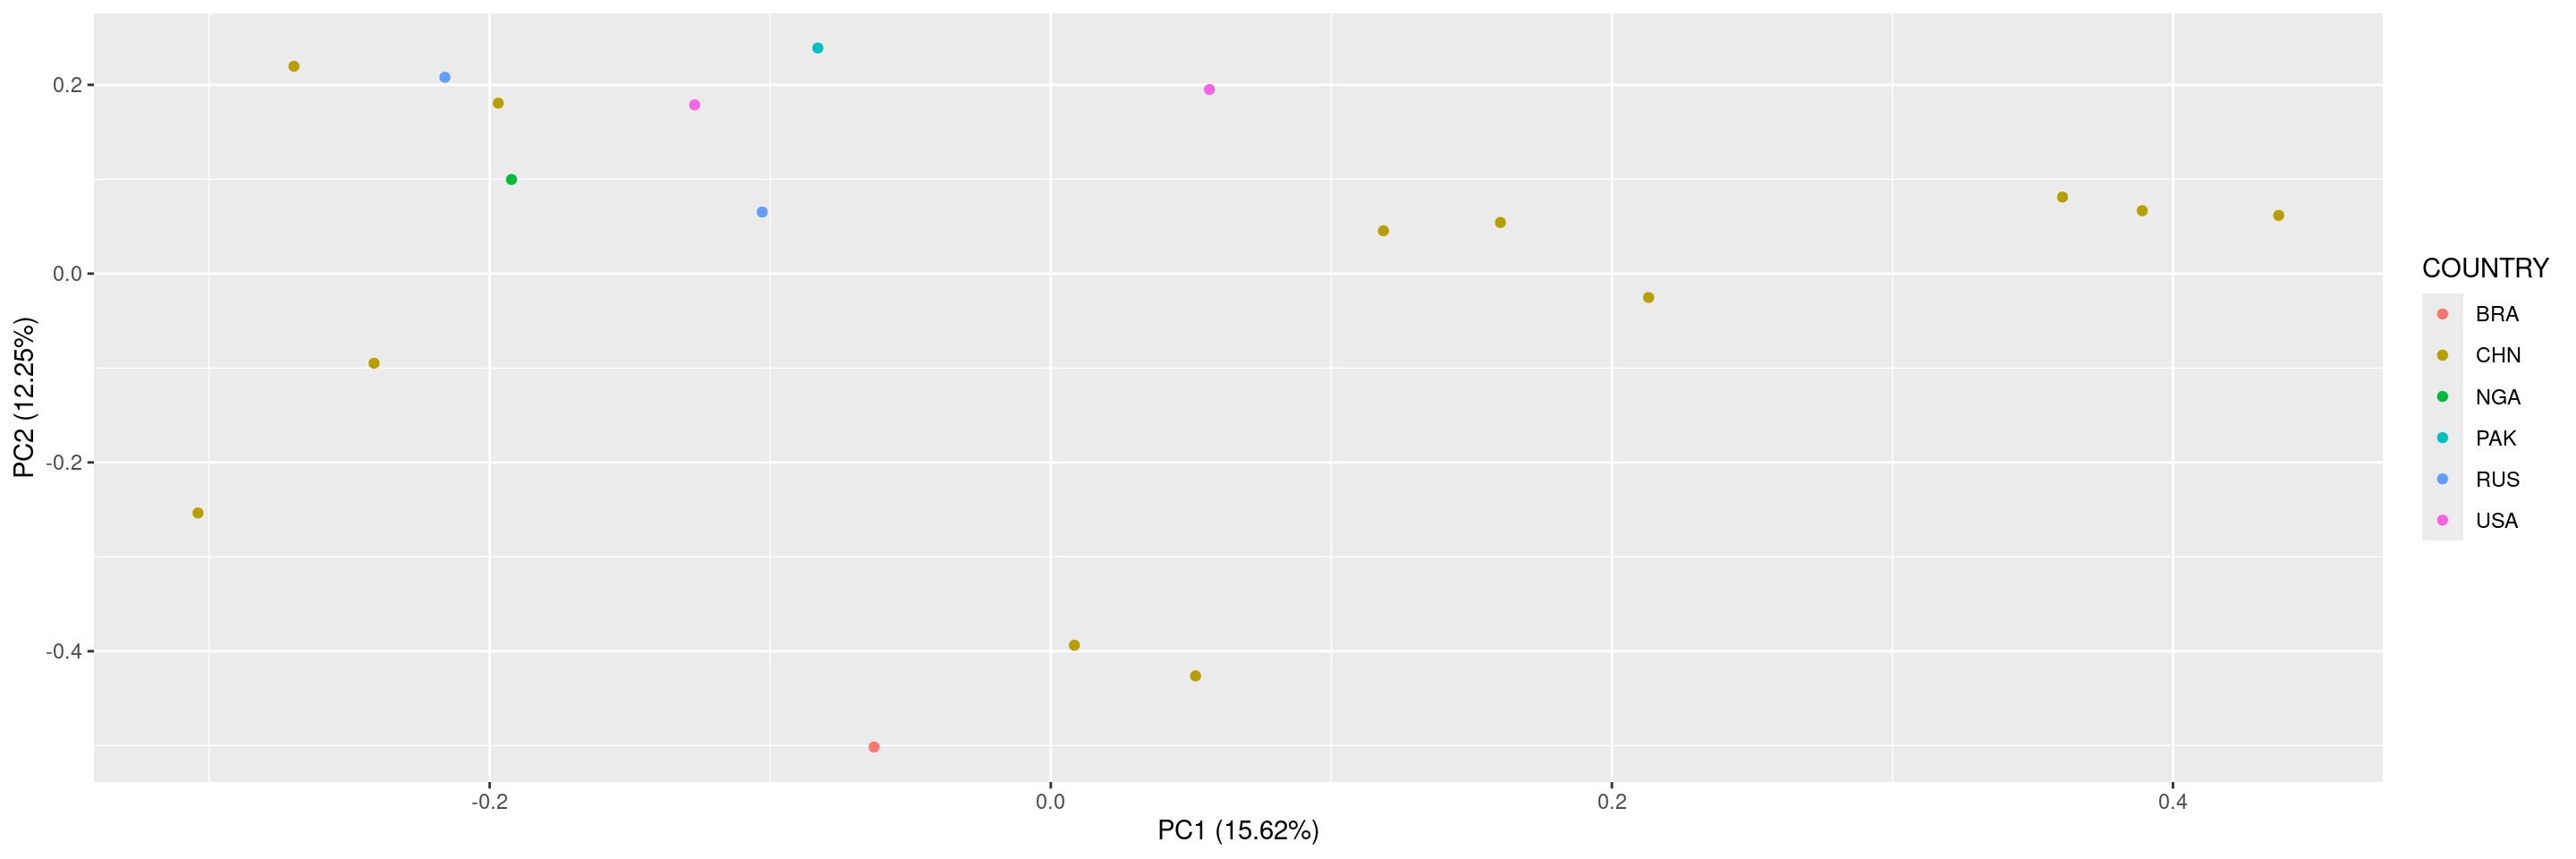 0.2
0.0
-0.2
-0.4
PC2 (12.25%)
-0.2
0.0
0.2
0.4
PC1 (15.62%)
COUNTRY
BRA
CHN
NGA
PAK
RUS
USA